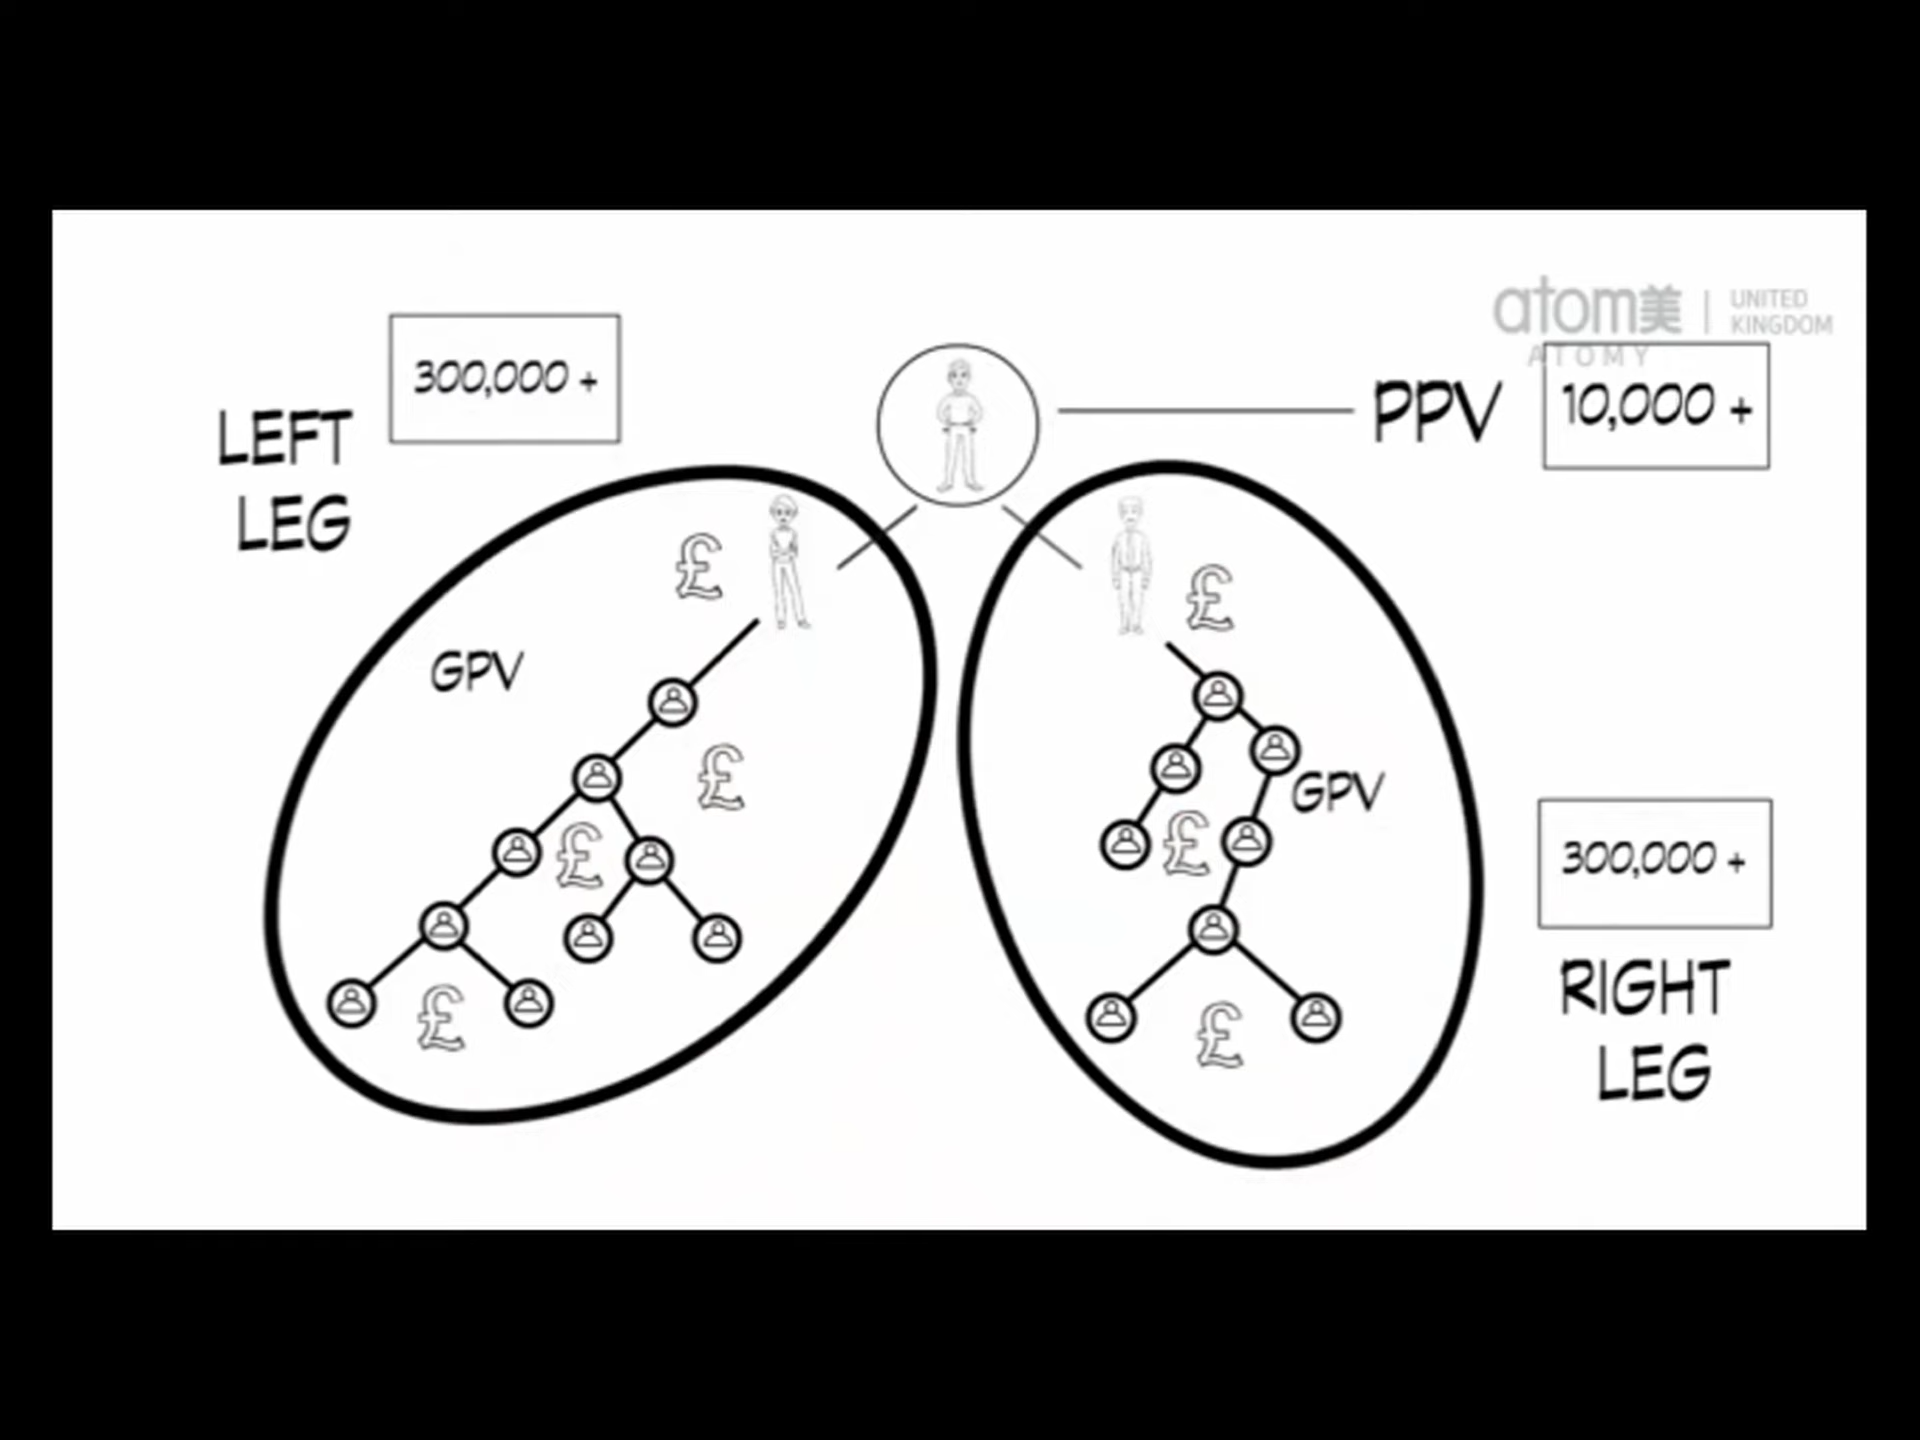 atom美 | UNITED
KINGDOM
ATOMY
300,000 +
PPV 10,000 +
LEFT
LEG
£
£
GPV
£
GPV
£
£
300,000 +
£
£
RIGHT
LEG